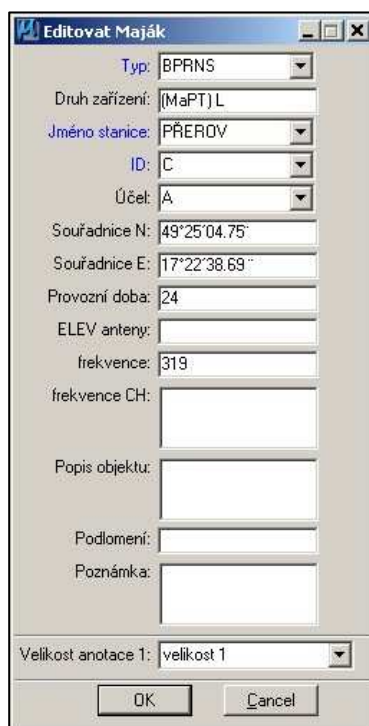 Editovat Maják
Typ: BPRNS
Druh zařízení: (MaPT) L
Jméno stanice: PŘEROV
ID: C
Účel: A
Souřadnice N: 49°25'04.75"
Souřadnice E: 17°22'38.69"
Provozní doba: 24
ELEV anteny:
frekvence: 319
frekvence CH:
Popis objektu:
Podlomení:
Poznámka:
Velikost anotace 1: velikost 1
OK Cancel